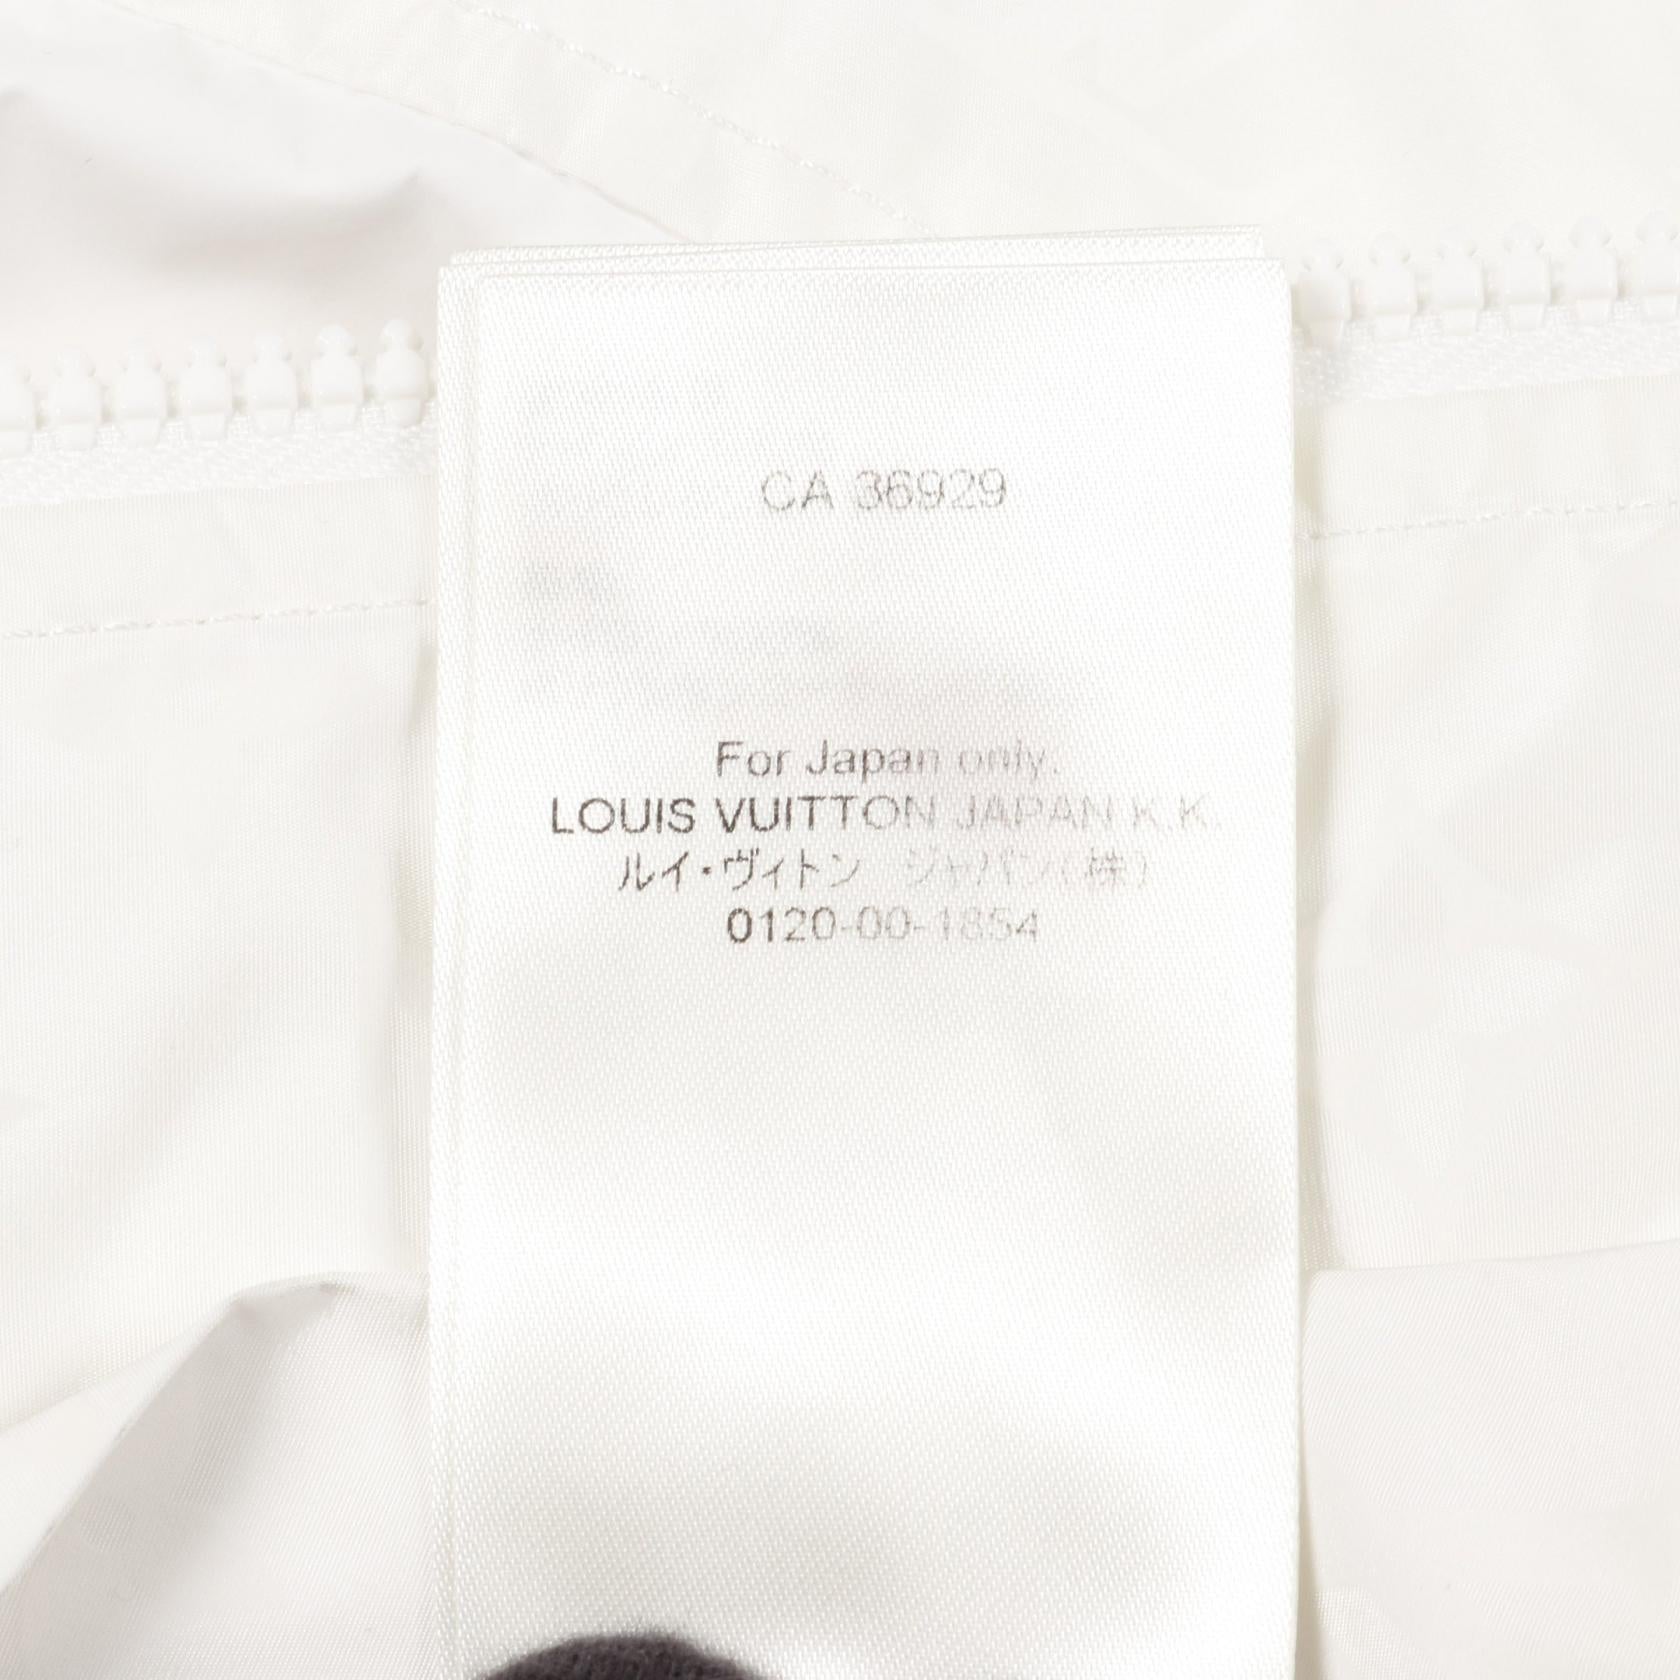 CA 36929
For Japan only.
LOUIS VUITTON JAPAN K.K.
ルイ・ヴィトン　ジャパン(株)
0120-00-1854